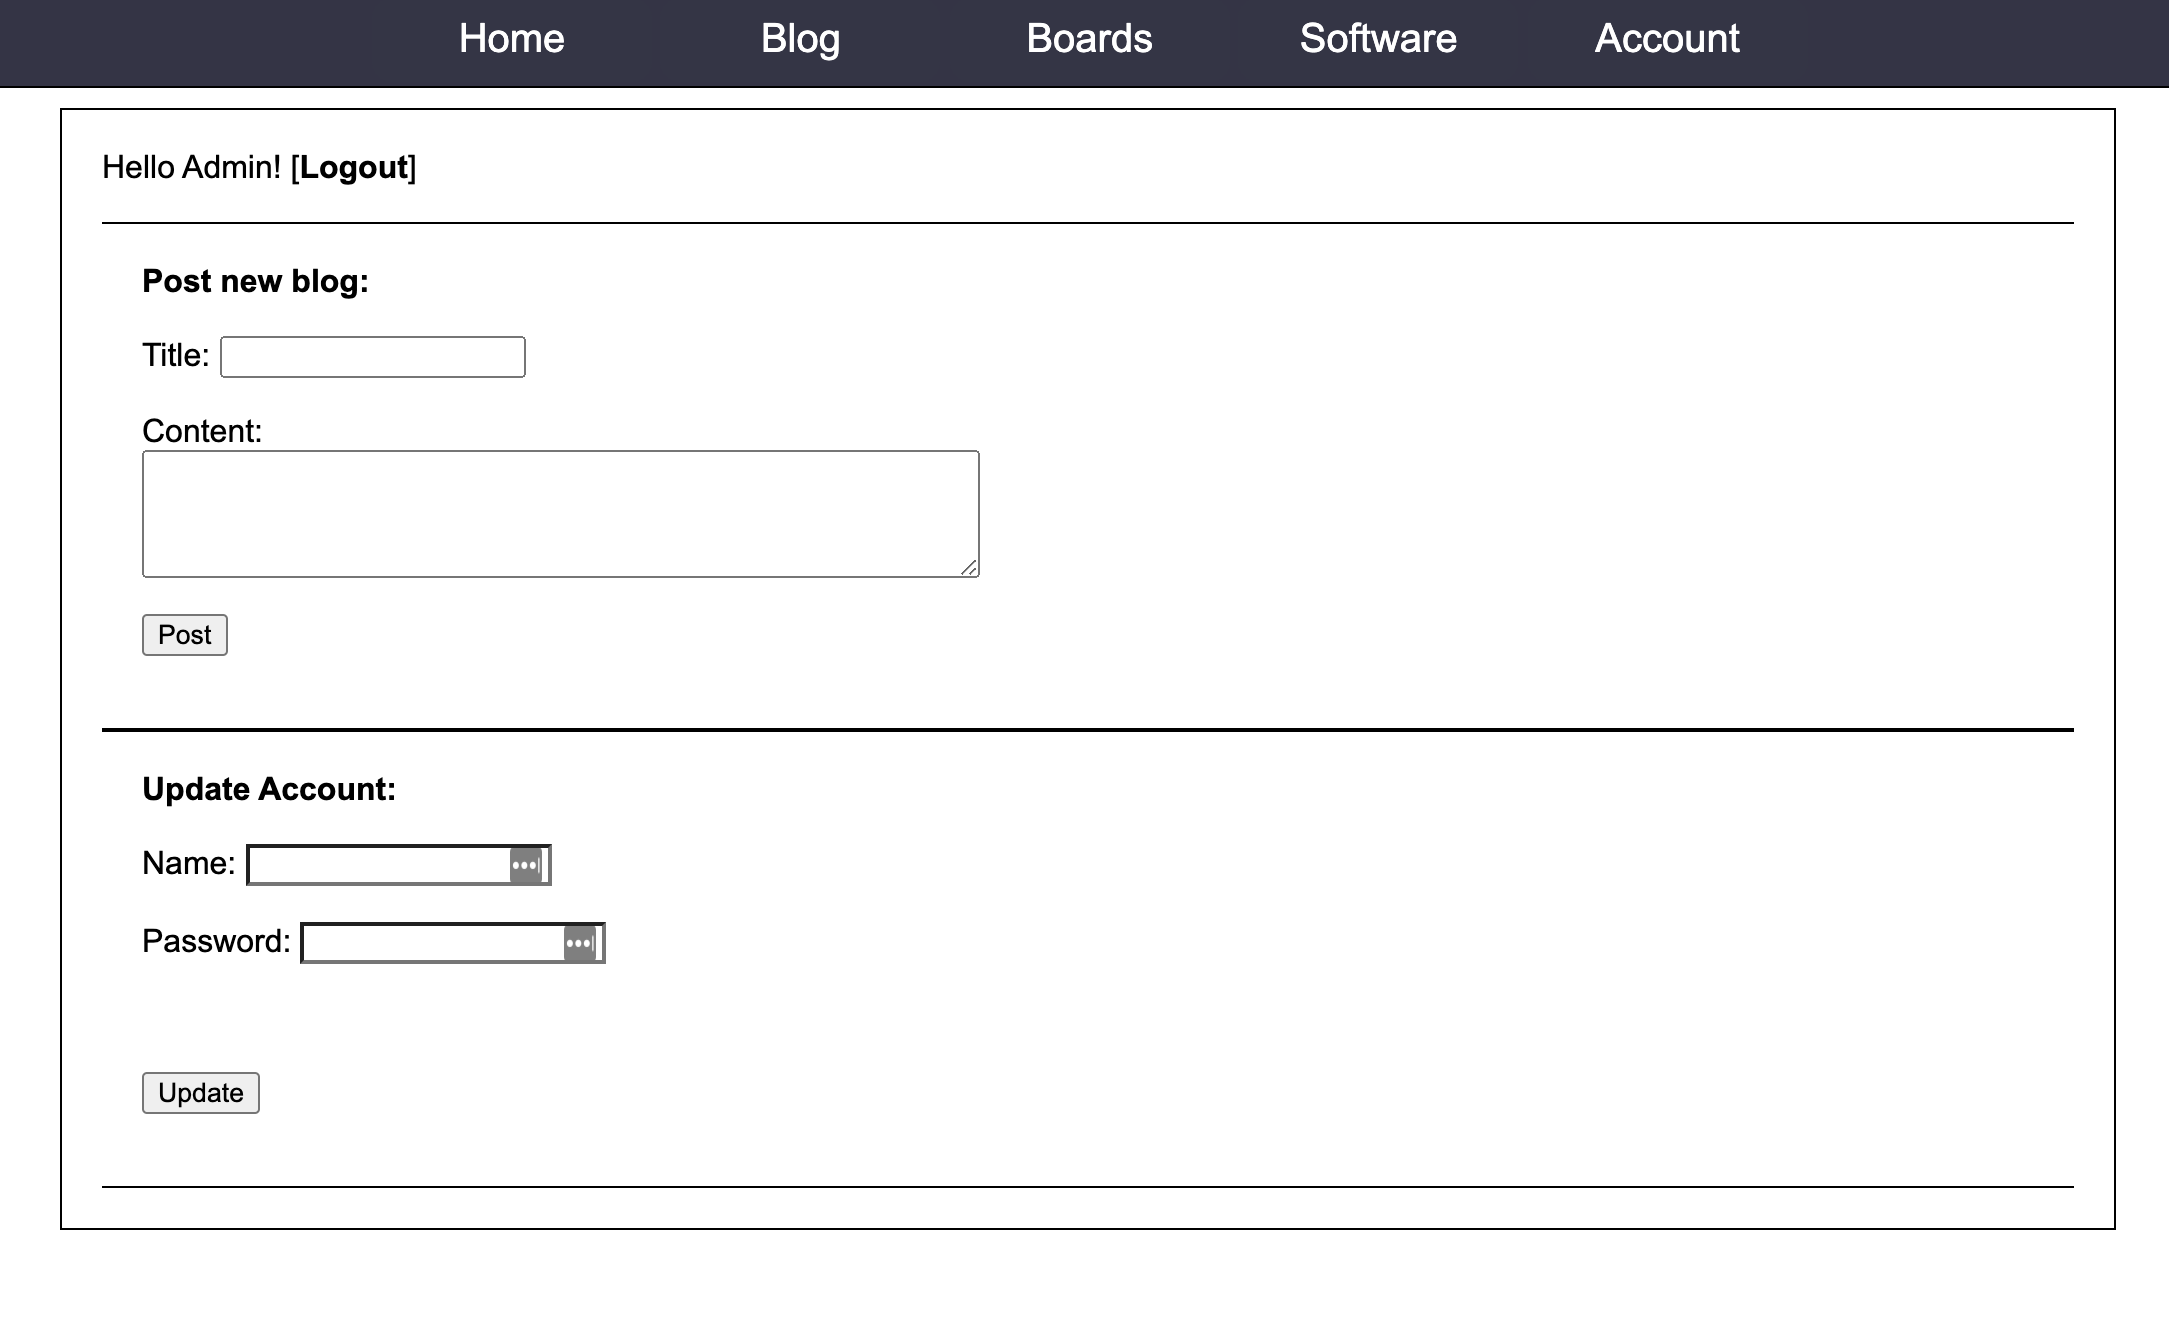 Home Blog Boards Software Account
Hello Admin! [Logout]
Post new blog:
Title:
Content:
Post
Update Account:
Name:
Password:
Update